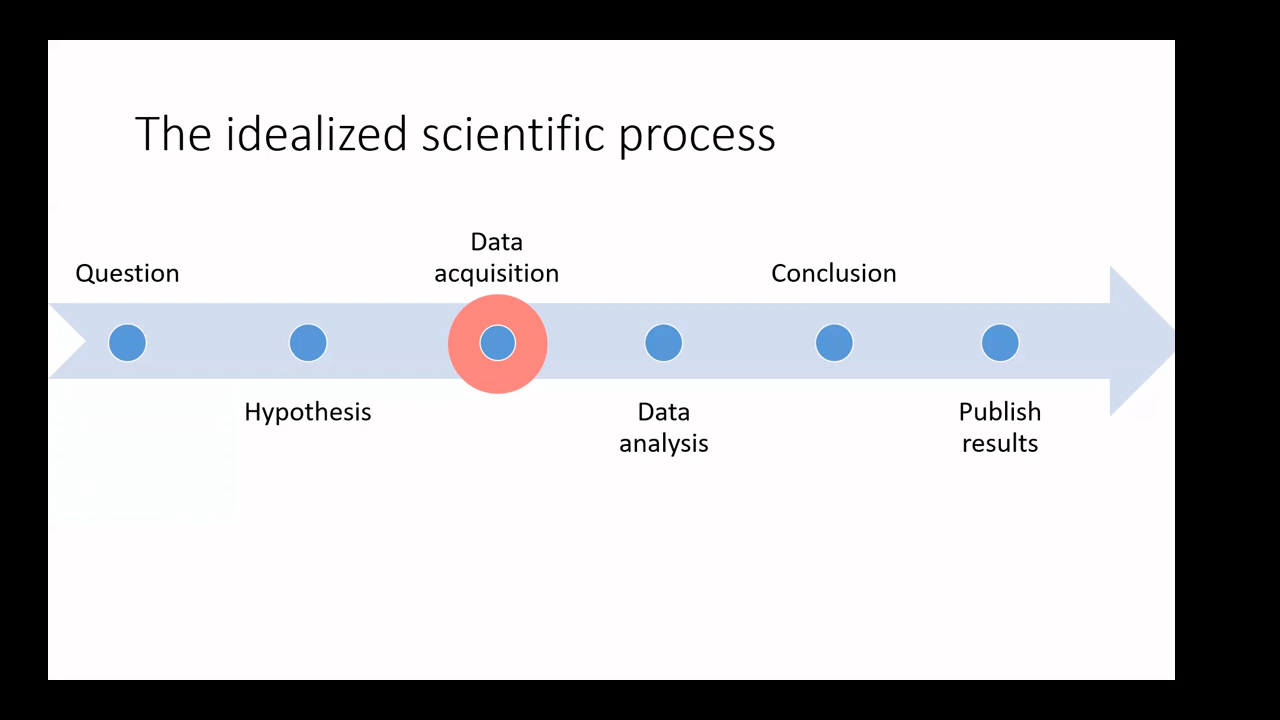 The idealized scientific process
Question
Hypothesis
Data
acquisition
Data
analysis
Conclusion
Publish
results